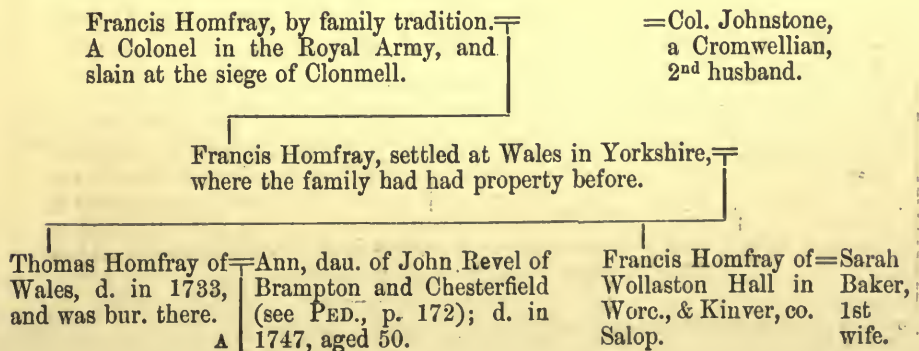 Francis Homfray, by family tradition.
A Colonel in the Royal Army, and
slain at the siege of Clonmell.
=Col. Johnstone,
a Cromwellian,
2nd husband.
Francis Homfray, settled at Wales in Yorkshire,
where the family had had property before.
Thomas Homfray of
Wales, d. in 1733,
and was bur. there.
A
=Ann, dau. of John Revel of
Brampton and Chesterfield
(see PED., p. 172); d. in
1747, aged 50.
Francis Homfray of
Wollaston Hall in
Worc., & Kinver, co.
Salop.
=Sarah
Baker,
1st
wife.